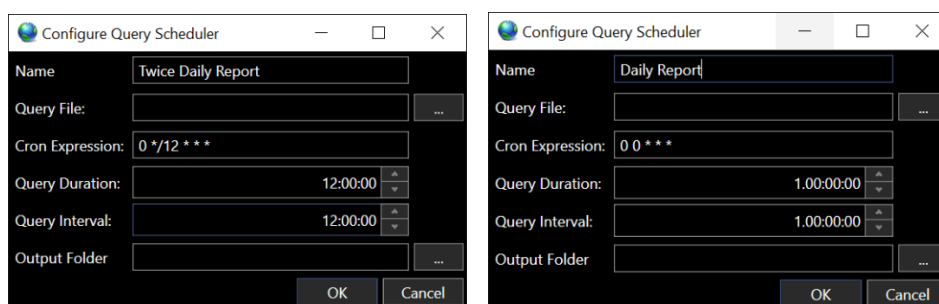 Configure Query Scheduler
Name Twice Daily Report
Query File: ...
Cron Expression: 0 */12 * * *
Query Duration: 12:00:00
Query Interval: 12:00:00
Output Folder ...
OK Cancel
Configure Query Scheduler
Name Daily Report
Query File: ...
Cron Expression: 0 0 * * *
Query Duration: 1.00:00:00
Query Interval: 1.00:00:00
Output Folder ...
OK Cancel